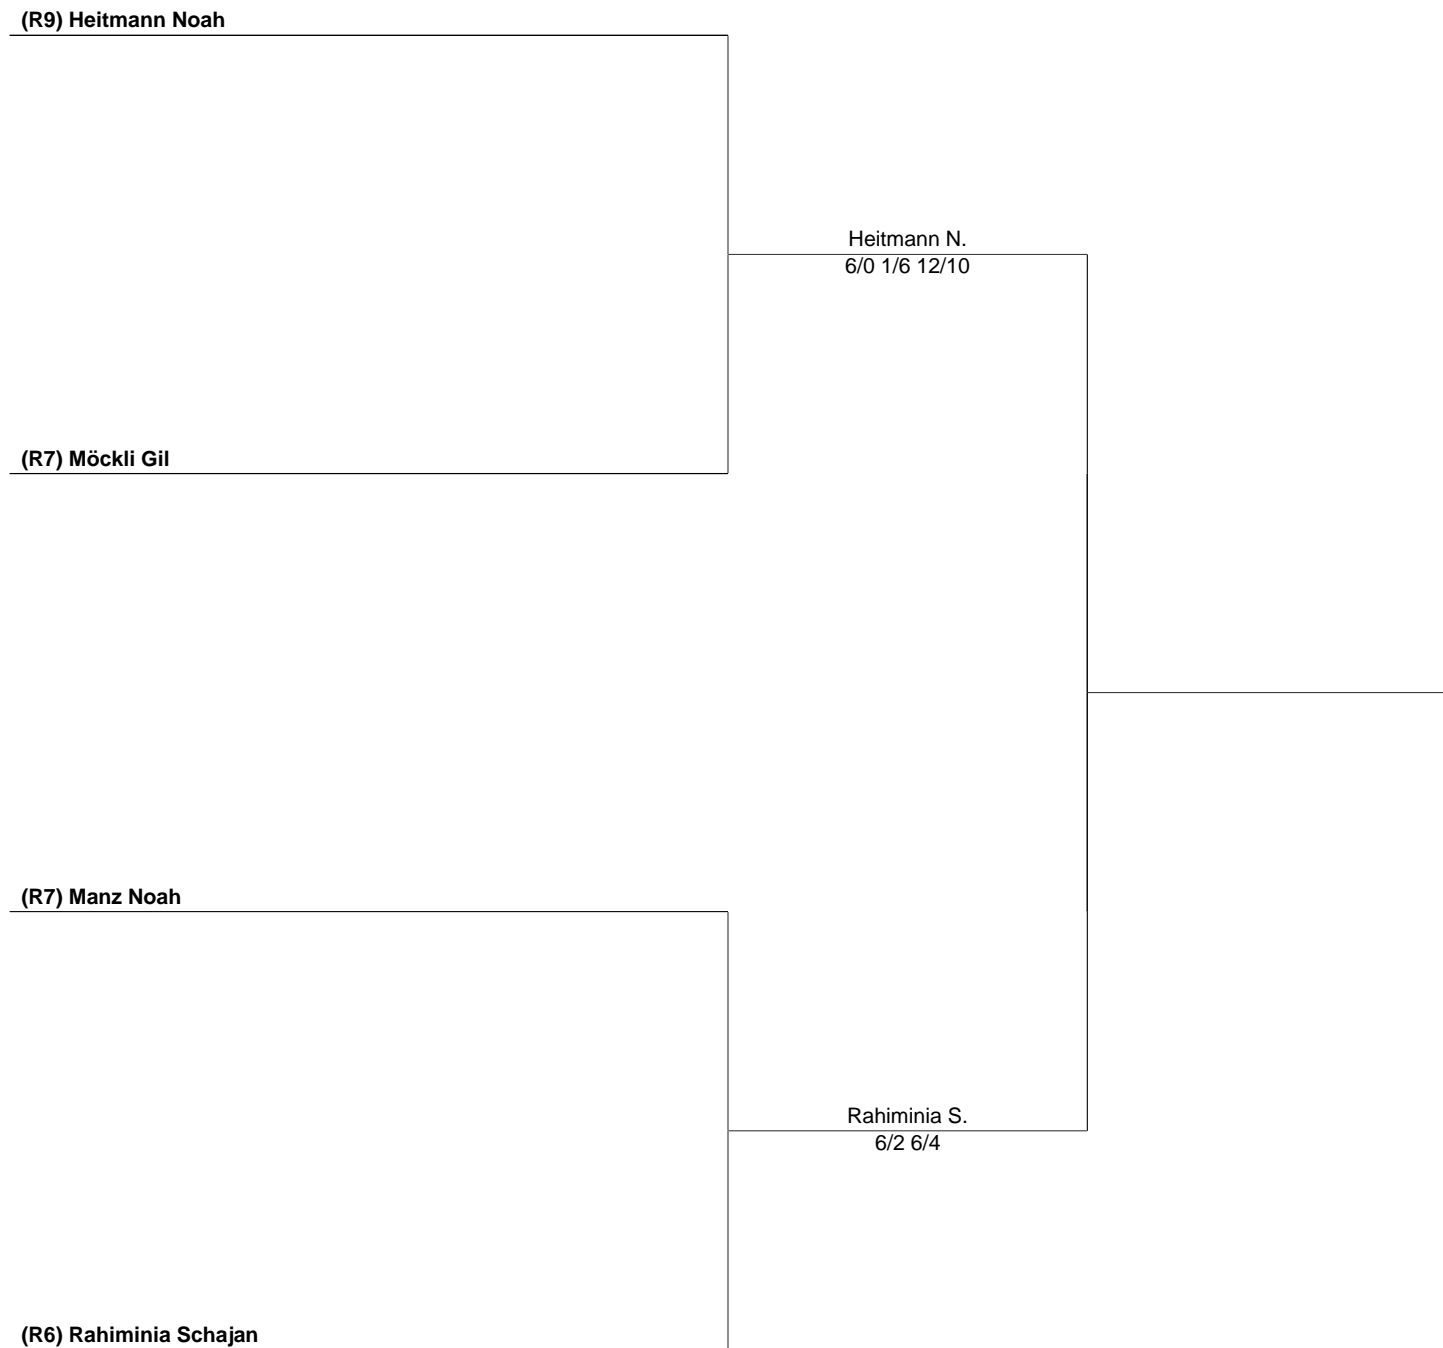 (R9) Heitmann Noah
Heitmann N.
6/0 1/6 12/10
(R7) Möckli Gil
(R7) Manz Noah
Rahiminia S.
6/2 6/4
(R6) Rahiminia Schajan